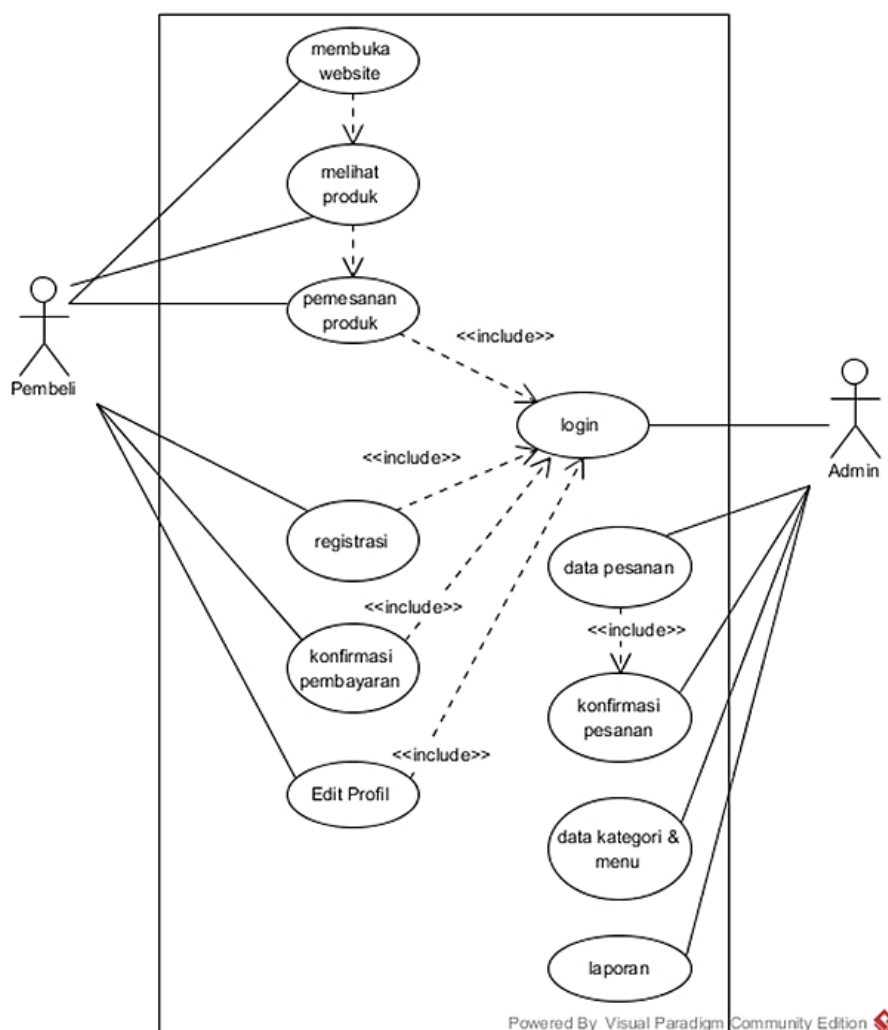 membuka
website
melihat
produk
pemesanan
produk
<<include>>
Pembeli
login
Admin
<<include>>
registrasi
data pesanan
<<include>>
<<include>>
konfirmasi
pembayaran
konfirmasi
pesanan
<<include>>
Edit Profil
data kategori &
menu
laporan
Powered By Visual Paradigm Community Edition